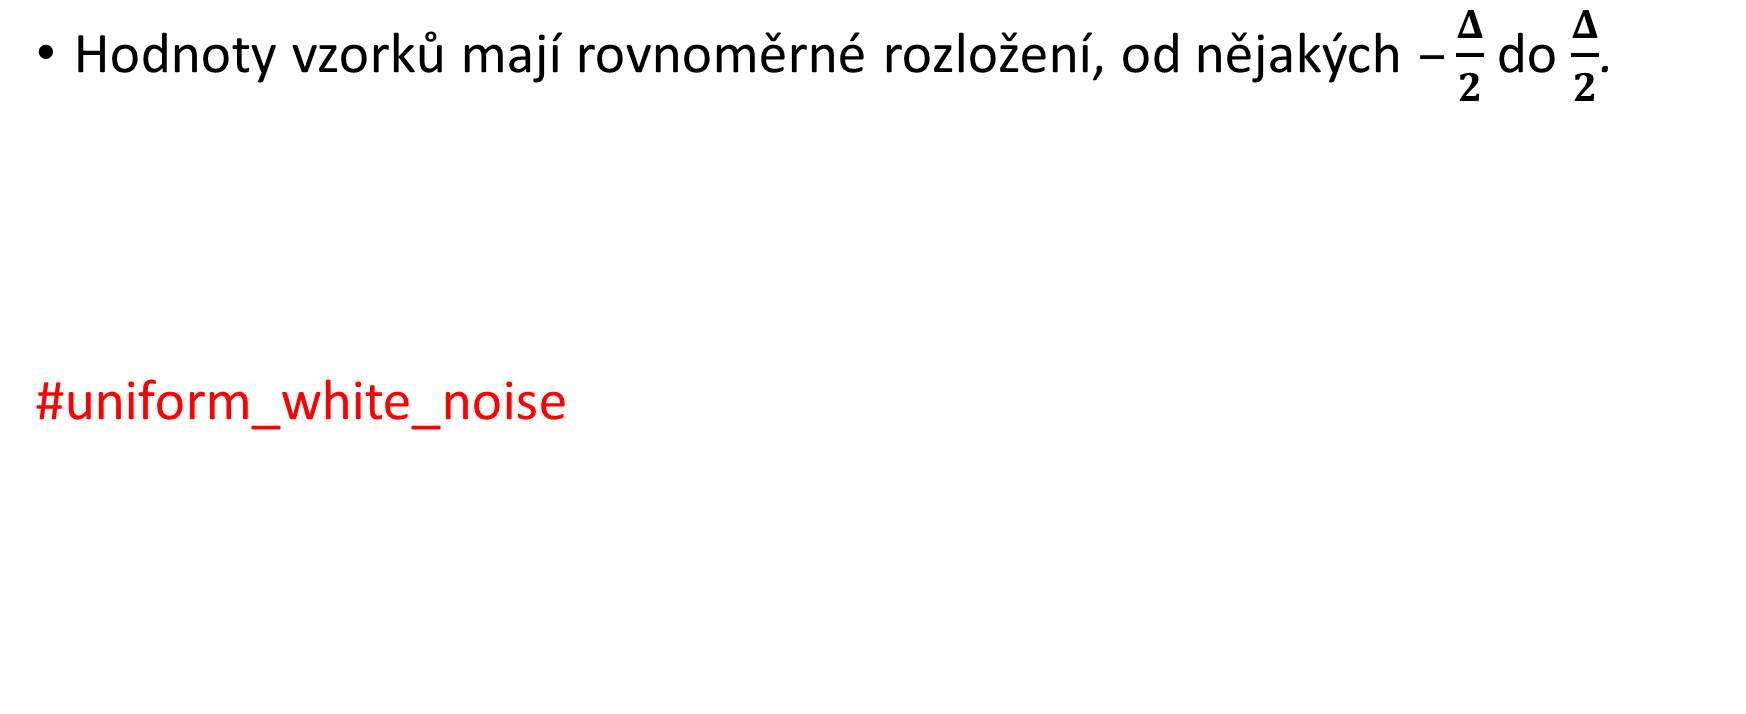 • Hodnoty vzorků mají rovnoměrné rozložení, od nějakých −Δ/2 do Δ/2.
#uniform_white_noise